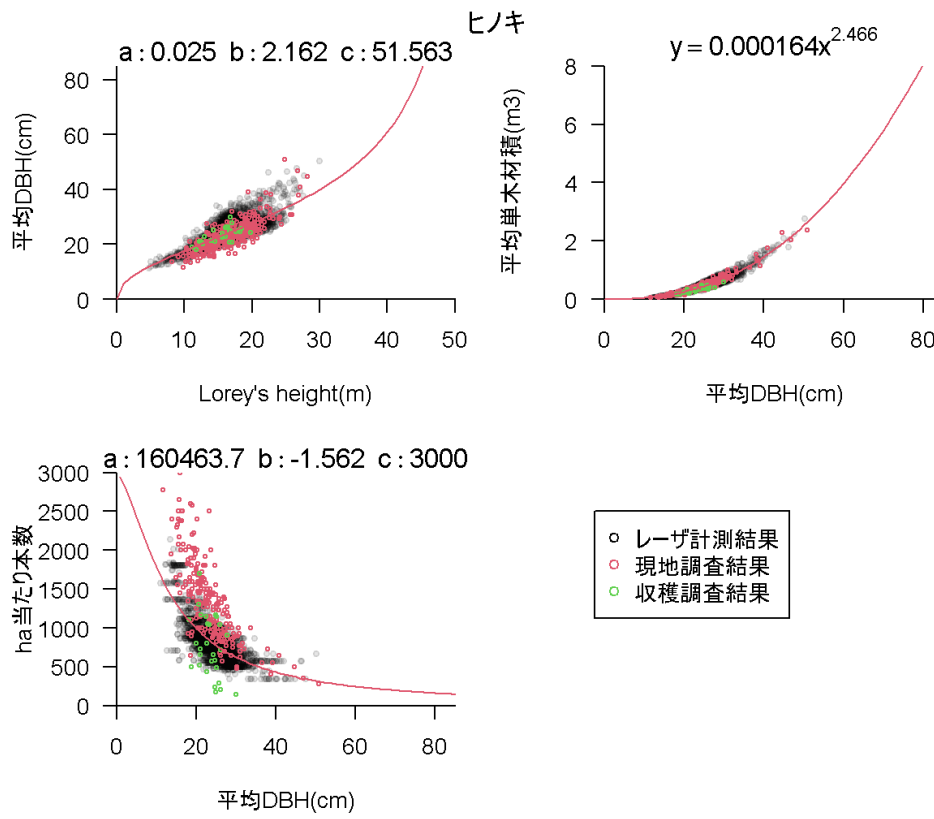 ヒノキ
a : 0.025 b : 2.162 c : 51.563
平均DBH(cm)
80
60
40
20
0
0 10 20 30 40 50
Lorey's height(m)
y = 0.000164x^2.466
平均単木材積(m3)
8
6
4
2
0
0 20 40 60 80
平均DBH(cm)
a : 160463.7 b : -1.562 c : 3000
ha当たり本数
3000
2500
2000
1500
1000
500
0
0 20 40 60 80
平均DBH(cm)
レーザ計測結果
現地調査結果
収穫調査結果